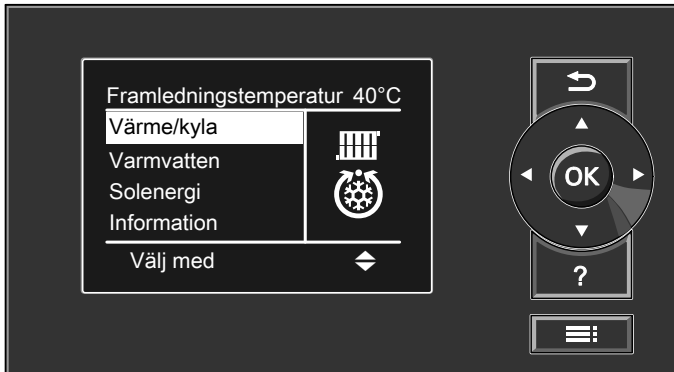 Framledningstemperatur 40°C
Värme/kyla
Varmvatten
Solenergi
Information
Välj med
OK
?